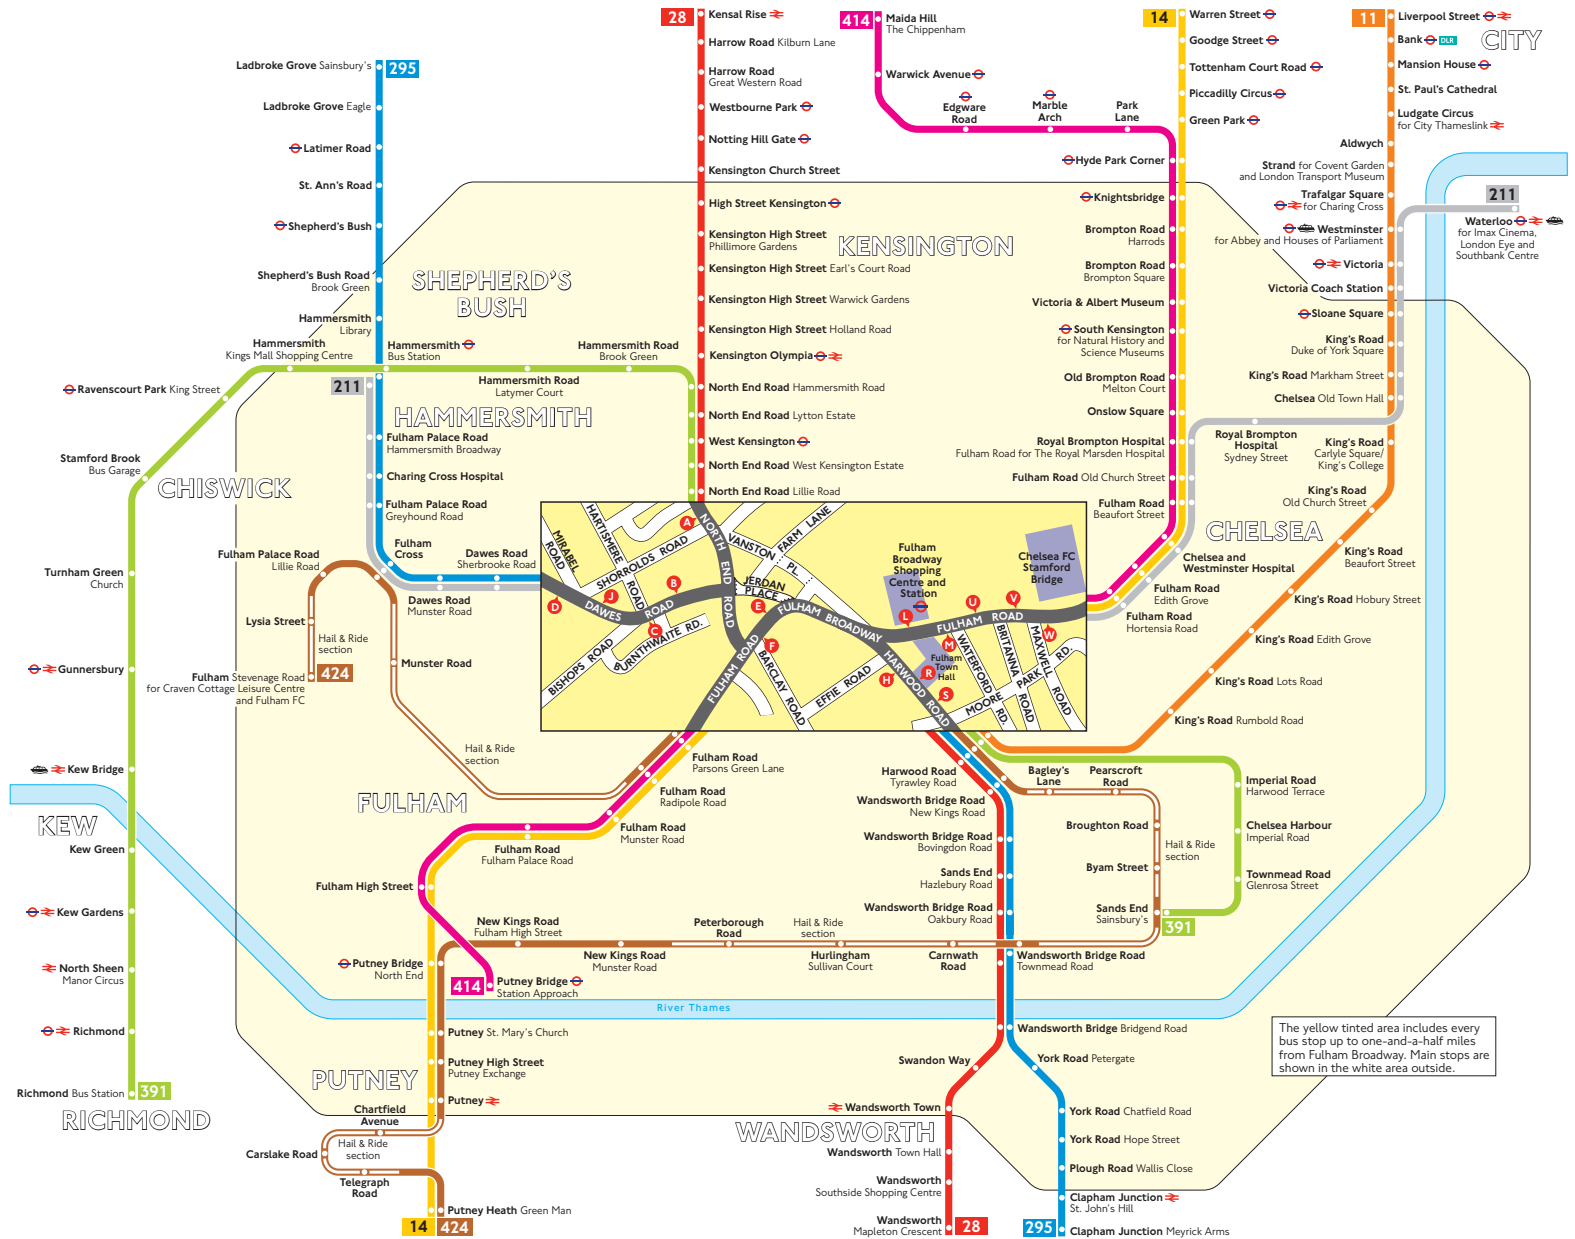 28
Kensal Rise
Harrow Road Kilburn Lane
Harrow Road
Great Western Road
Westbourne Park
Notting Hill Gate
Kensington Church Street
High Street Kensington
Kensington High Street
Phillimore Gardens
Kensington High Street Earl's Court Road
Kensington High Street Warwick Gardens
Kensington High Street Holland Road
Kensington Olympia
North End Road Hammersmith Road
North End Road Lytton Estate
West Kensington
North End Road West Kensington Estate
North End Road Lillie Road
414
Maida Hill
The Chippenham
Warwick Avenue
Edgware
Road
Marble
Arch
Park
Lane
Hyde Park Corner
Knightsbridge
Brompton Road
Harrods
Brompton Road
Brompton Square
Victoria & Albert Museum
South Kensington
for Natural History and
Science Museums
Old Brompton Road
Melton Court
Onslow Square
Royal Brompton Hospital
Fulham Road for The Royal Marsden Hospital
Fulham Road Old Church Street
Fulham Road
Beaufort Street
14
Warren Street
Goodge Street
Tottenham Court Road
Piccadilly Circus
Green Park
11
Liverpool Street
CITY
Bank DLR
Mansion House
St. Paul's Cathedral
Ludgate Circus
for City Thameslink
Aldwych
Strand for Covent Garden
and London Transport Museum
Trafalgar Square
for Charing Cross
Westminster
for Abbey and Houses of Parliament
Victoria
Victoria Coach Station
Sloane Square
King's Road
Duke of York Square
King's Road Markham Street
Chelsea Old Town Hall
King's Road
Carlyle Square/
King's College
King's Road
Old Church Street
King's Road
Beaufort Street
King's Road Hobury Street
King's Road Edith Grove
King's Road Lots Road
King's Road Rumbold Road
211
Waterloo
for Imax Cinema,
London Eye and
Southbank Centre
Royal Brompton
Hospital
Sydney Street
CHELSEA
Chelsea and
Westminster Hospital
Fulham Road
Edith Grove
Fulham Road
Hortensia Road
KENSINGTON
295
Ladbroke Grove Sainsbury's
Ladbroke Grove Eagle
Latimer Road
St. Ann's Road
Shepherd's Bush
Shepherd's Bush Road
Brook Green
Hammersmith
Library
SHEPHERD'S
BUSH
Hammersmith
Kings Mall Shopping Centre
Hammersmith
Bus Station
Hammersmith Road
Brook Green
Hammersmith Road
Latymer Court
211
HAMMERSMITH
Ravenscourt Park King Street
Stamford Brook
Bus Garage
CHISWICK
Fulham Palace Road
Hammersmith Broadway
Charing Cross Hospital
Fulham Palace Road
Greyhound Road
Fulham
Cross
Dawes Road
Sherbrooke Road
Dawes Road
Munster Road
Fulham Palace Road
Lillie Road
Lysia Street
Hail & Ride
section
424
Fulham Stevenage Road
for Craven Cottage Leisure Centre
and Fulham FC
Munster Road
Hail & Ride
section
Turnham Green
Church
Gunnersbury
Kew Bridge
KEW
Kew Green
Kew Gardens
North Sheen
Manor Circus
Richmond
Richmond Bus Station
391
RICHMOND
MIRABEL
ROAD
HARTISMERE
ROAD
SHORROLDS ROAD
NORTH
END
ROAD
VANSTON
PL.
FARM LANE
JERDAN
PLACE
DAWES
ROAD
BISHOPS ROAD
BURNTHWAITE RD.
FULHAM ROAD
FULHAM BROADWAY
BARCLAY ROAD
EFFIE ROAD
HARWOOD ROAD
FULHAM ROAD
WATERFORD
RD.
BRITANNIA
ROAD
MAXWELL
ROAD
MOORE PARK RD.
Fulham
Broadway
Shopping
Centre and
Station
Chelsea FC
Stamford
Bridge
Fulham
Town
Hall
A
B
C
D
E
F
H
J
L
M
R
S
U
V
W
Fulham Road
Parsons Green Lane
Fulham Road
Radipole Road
Fulham Road
Munster Road
Fulham Road
Fulham Palace Road
FULHAM
Fulham High Street
New Kings Road
Fulham High Street
New Kings Road
Munster Road
Peterborough
Road
Hail & Ride
section
Hurlingham
Sullivan Court
Carnwath
Road
Wandsworth Bridge Road
Townmead Road
Putney Bridge
North End
414
Putney Bridge
Station Approach
River Thames
Harwood Road
Tyrawley Road
Wandsworth Bridge Road
New Kings Road
Wandsworth Bridge Road
Bovingdon Road
Sands End
Hazlebury Road
Wandsworth Bridge Road
Oakbury Road
Bagley's
Lane
Pearscroft
Road
Broughton Road
Hail & Ride
section
Byam Street
Sands End
Sainsbury's
391
Imperial Road
Harwood Terrace
Chelsea Harbour
Imperial Road
Townmead Road
Glenrosa Street
Putney St. Mary's Church
Putney High Street
Putney Exchange
PUTNEY
Putney
Chartfield
Avenue
Hail & Ride
section
Carslake Road
Telegraph
Road
Putney Heath Green Man
14
424
Wandsworth Bridge Bridgend Road
Swandon Way
York Road Petergate
Wandsworth Town
WANDSWORTH
Wandsworth Town Hall
Wandsworth
Southside Shopping Centre
Wandsworth
Mapleton Crescent
28
York Road Chatfield Road
York Road Hope Street
Plough Road Wallis Close
Clapham Junction
St. John's Hill
295
Clapham Junction Meyrick Arms
The yellow tinted area includes every
bus stop up to one-and-a-half miles
from Fulham Broadway. Main stops are
shown in the white area outside.